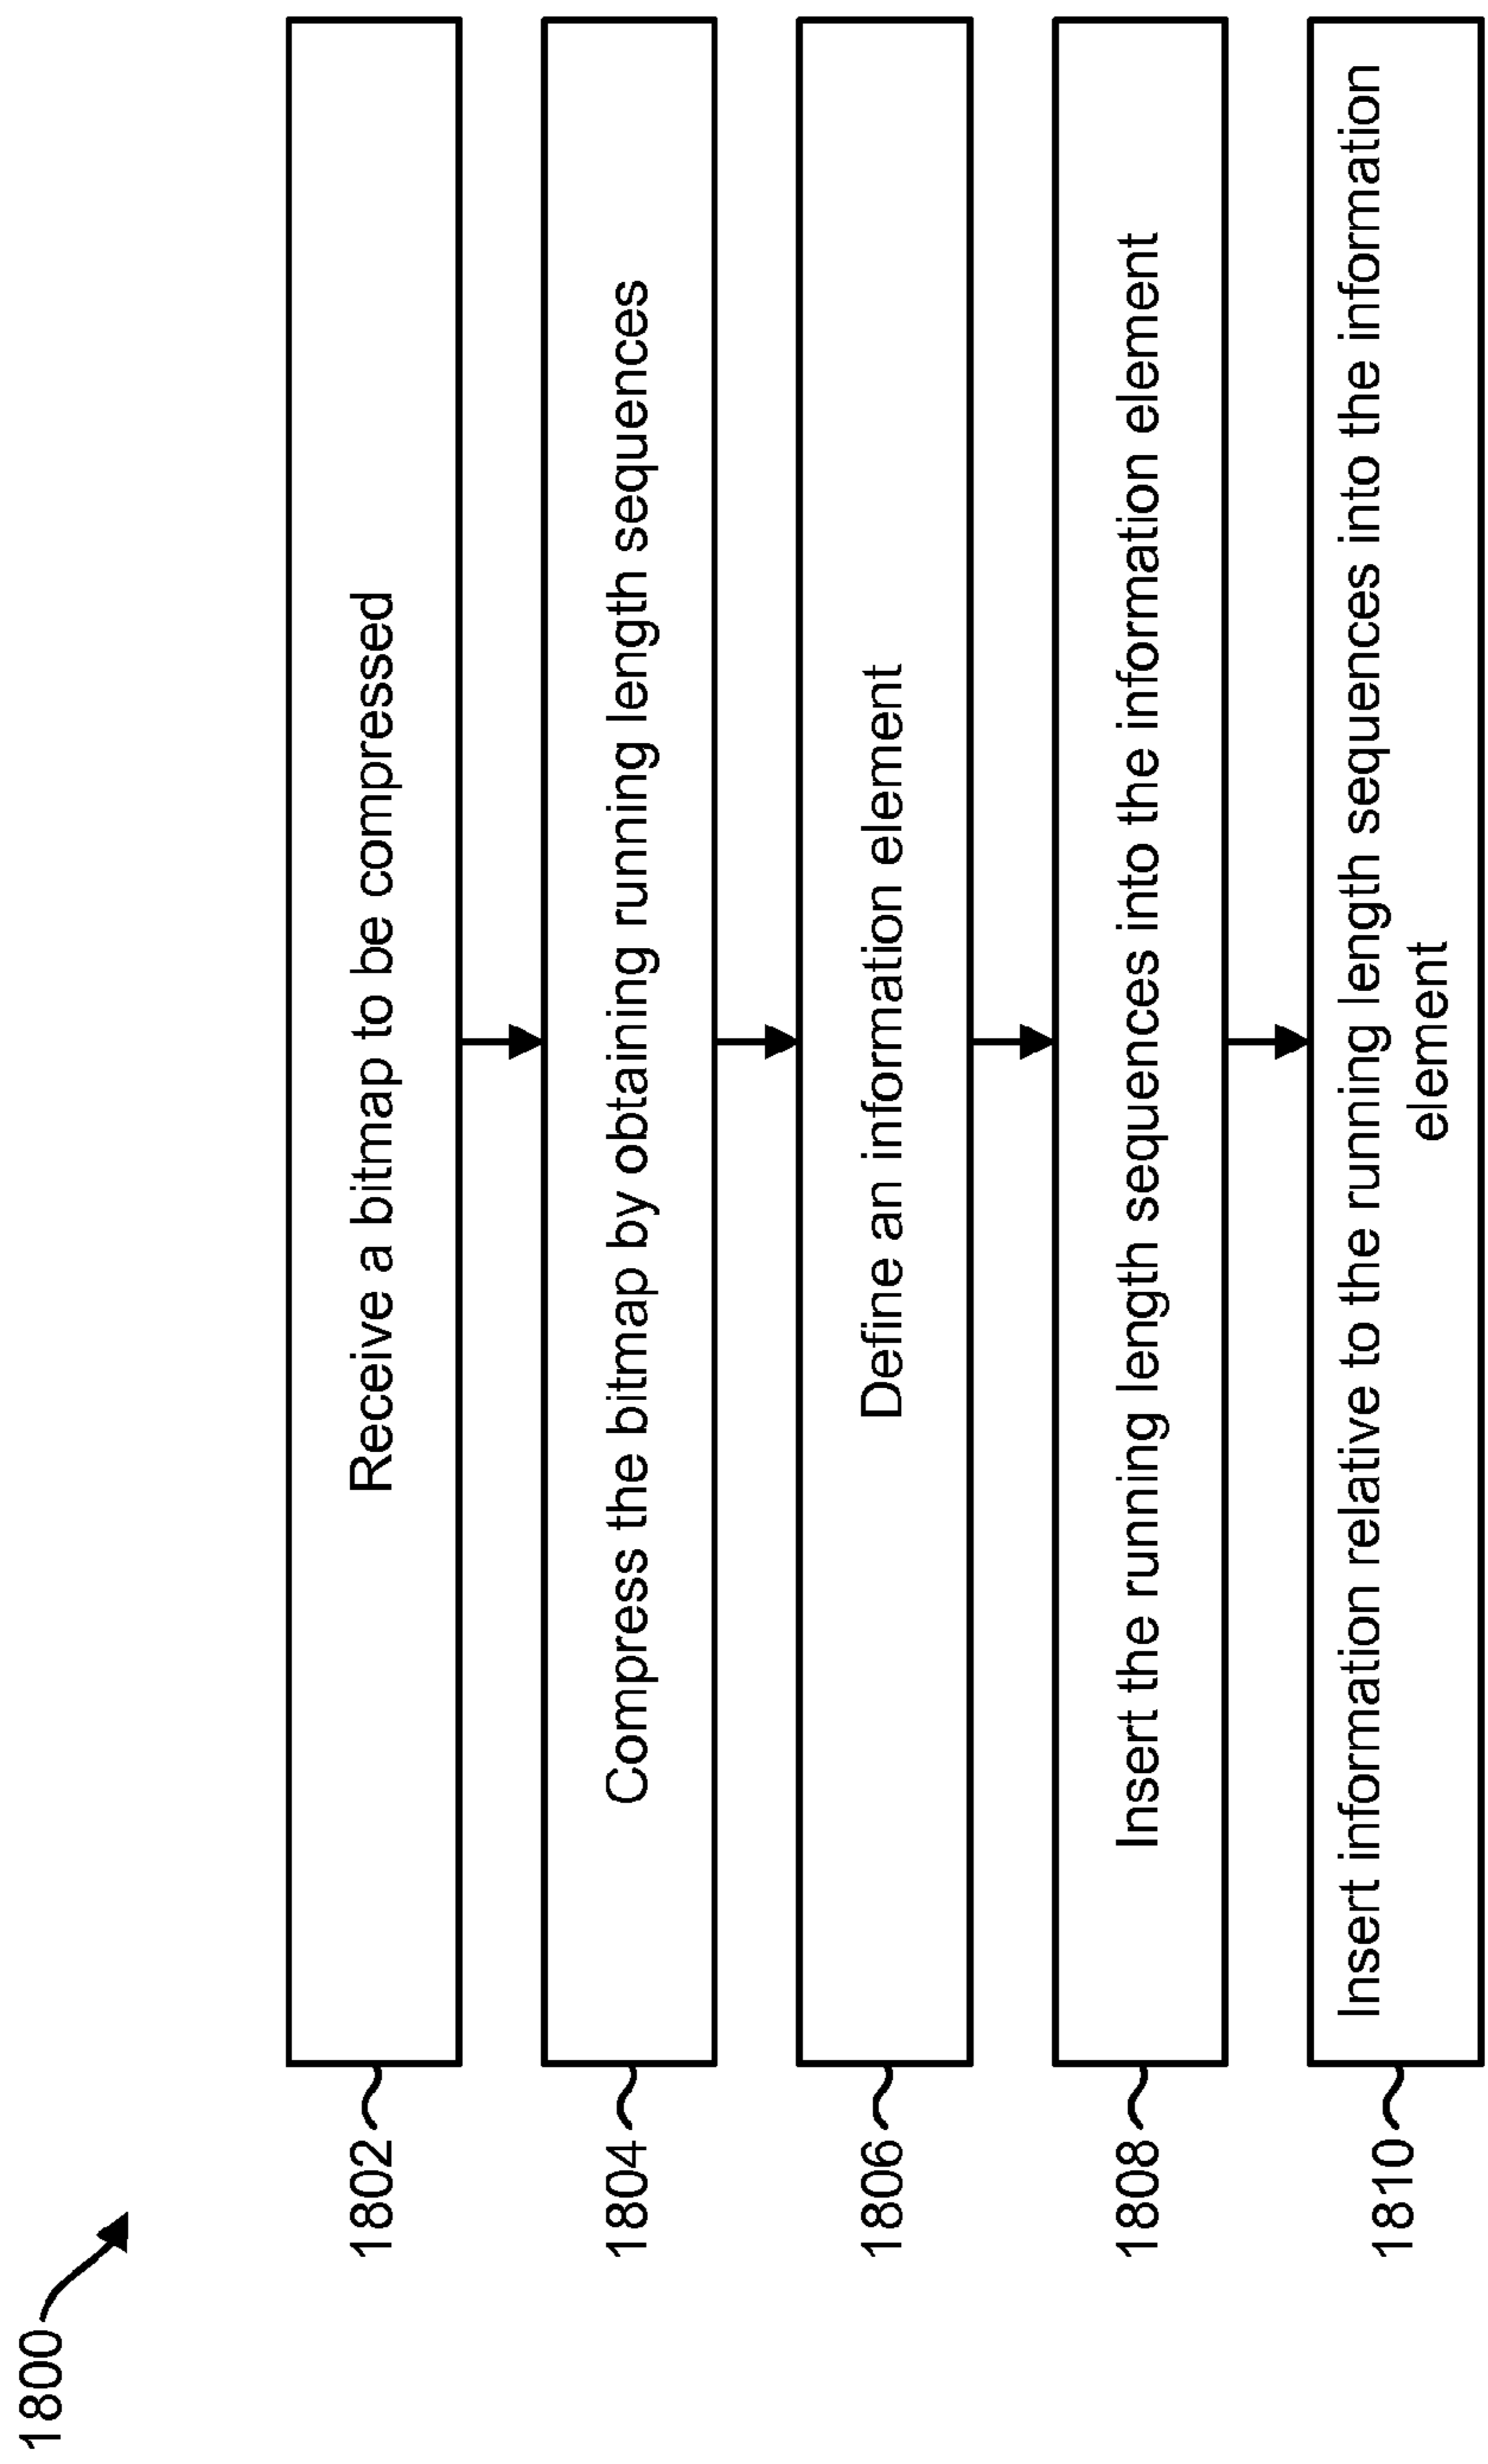 1800
1802
Receive a bitmap to be compressed
1804
Compress the bitmap by obtaining running length sequences
1806
Define an information element
1808
Insert the running length sequences into the information element
1810
Insert information relative to the running length sequences into the information
element